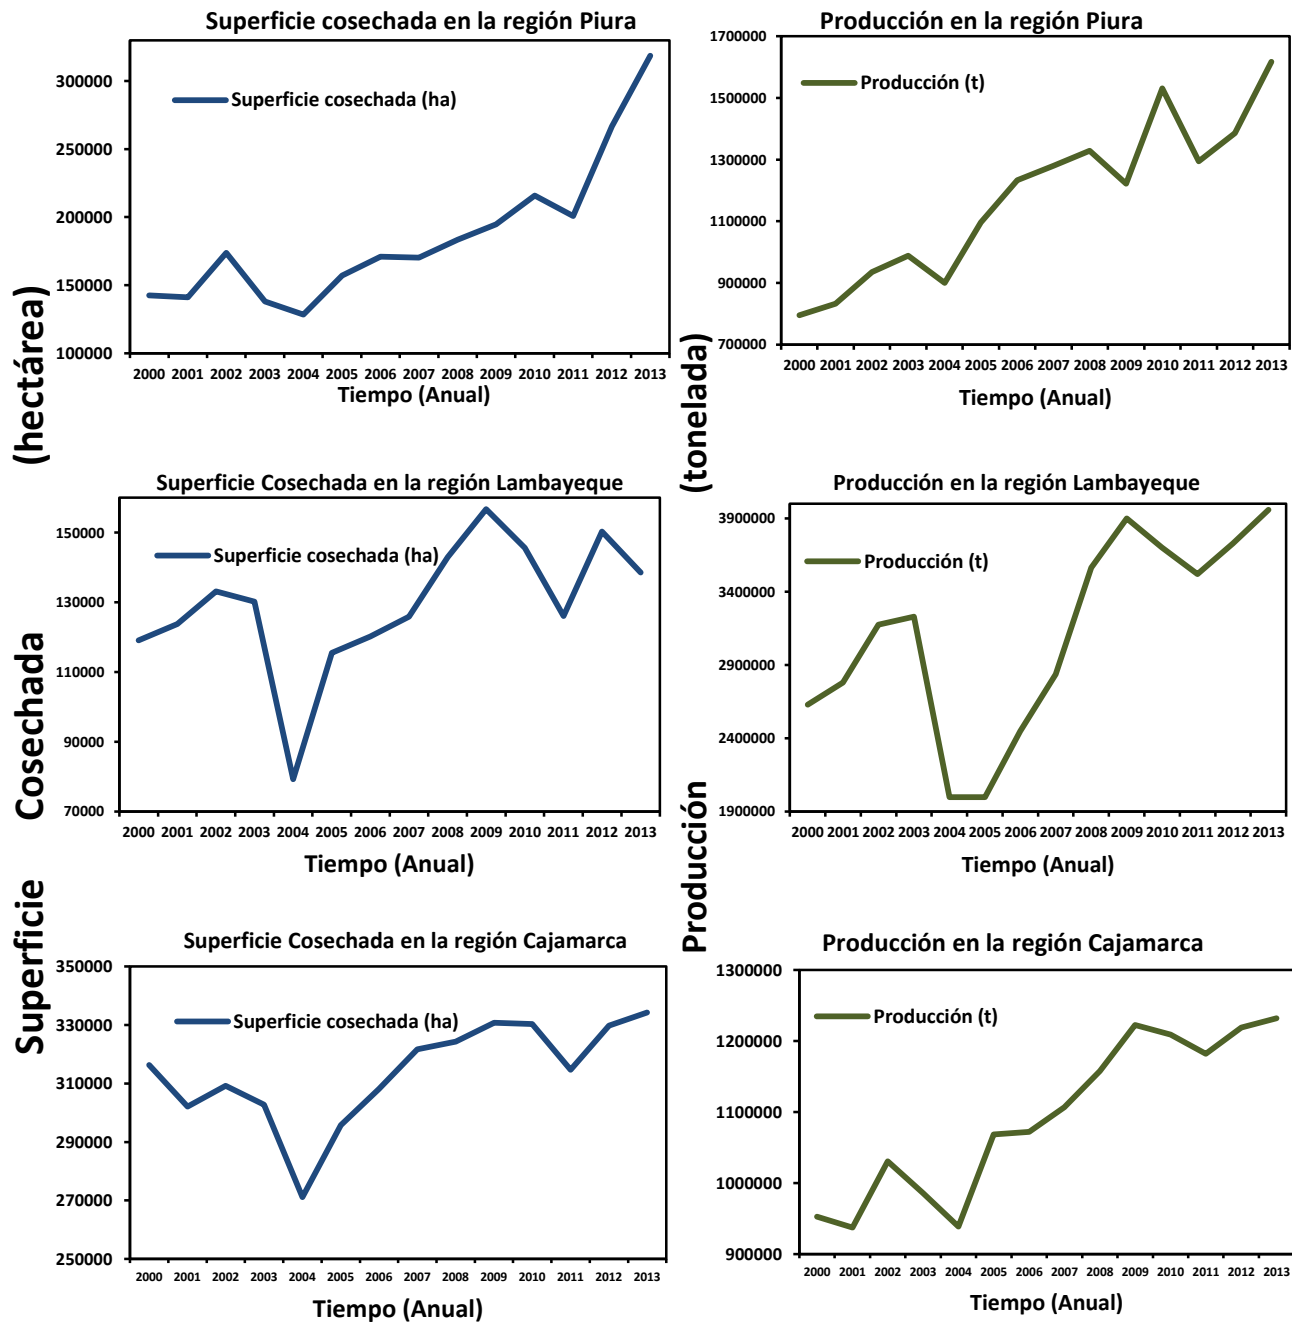 Superficie cosechada en la región Piura
300000
250000
200000
150000
100000
Superficie cosechada (ha)
2000 2001 2002 2003 2004 2005 2006 2007 2008 2009 2010 2011 2012 2013
Tiempo (Anual)
Producción en la región Piura
1700000
1500000
1300000
1100000
900000
700000
Producción (t)
2000 2001 2002 2003 2004 2005 2006 2007 2008 2009 2010 2011 2012 2013
Tiempo (Anual)
Superficie Cosechada en la región Lambayeque
150000
130000
110000
90000
70000
Superficie cosechada (ha)
2000 2001 2002 2003 2004 2005 2006 2007 2008 2009 2010 2011 2012 2013
Tiempo (Anual)
Producción en la región Lambayeque
3900000
3400000
2900000
2400000
1900000
Producción (t)
2000 2001 2002 2003 2004 2005 2006 2007 2008 2009 2010 2011 2012 2013
Tiempo (Anual)
Superficie Cosechada en la región Cajamarca
350000
330000
310000
290000
270000
250000
Superficie cosechada (ha)
2000 2001 2002 2003 2004 2005 2006 2007 2008 2009 2010 2011 2012 2013
Tiempo (Anual)
Producción en la región Cajamarca
1300000
1200000
1100000
1000000
900000
Producción (t)
2000 2001 2002 2003 2004 2005 2006 2007 2008 2009 2010 2011 2012 2013
Tiempo (Anual)
Superficie Cosechada (hectárea)
Producción (tonelada)